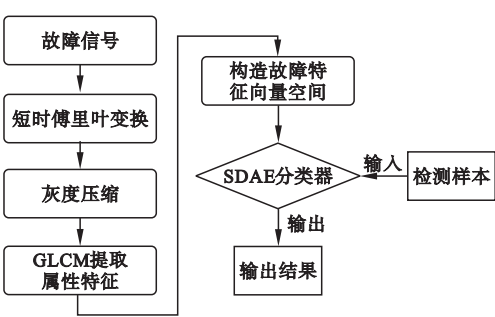 故障信号
短时傅里叶变换
灰度压缩
GLCM提取
属性特征
构造故障特
征向量空间
SDAE分类器
输入
检测样本
输出
输出结果